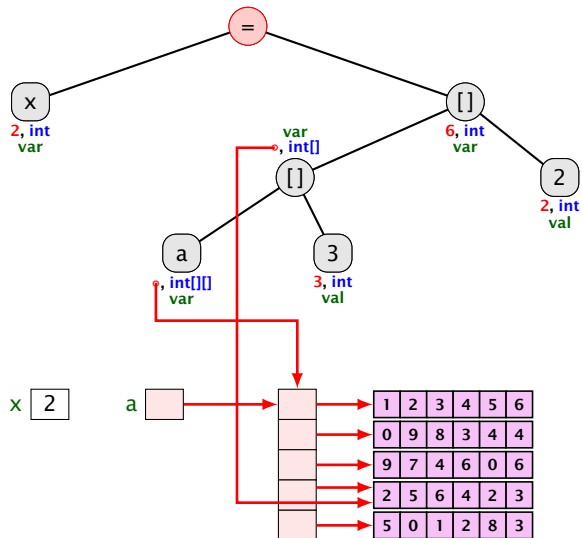 =
x
[]
2, int
var
6, int
var
var
, int[]
[]
2
2, int
val
a
3
, int[][]
var
3, int
val
x 2
a
1 2 3 4 5 6
0 9 8 3 4 4
9 7 4 6 0 6
2 5 6 4 2 3
5 0 1 2 8 3